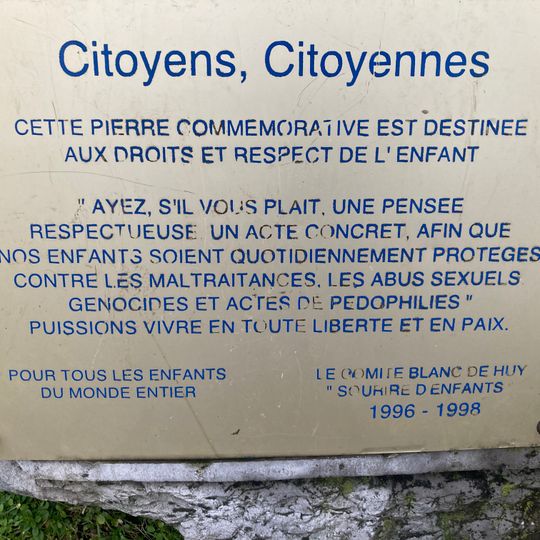 Citoyens, Citoyennes
CETTE PIERRE COMMEMORATIVE EST DESTINEE
AUX DROITS ET RESPECT DE L' ENFANT
" AYEZ, S'IL VOUS PLAIT, UNE PENSEE
RESPECTUEUSE, UN ACTE CONCRET, AFIN QUE
NOS ENFANTS SOIENT QUOTIDIENNEMENT PROTEGES
CONTRE LES MALTRAITANCES, LES ABUS SEXUELS
GENOCIDES ET ACTES DE PEDOPHILIES "
PUISSIONS VIVRE EN TOUTE LIBERTE ET EN PAIX.
POUR TOUS LES ENFANTS
DU MONDE ENTIER
LE COMITE BLANC DE HUY
" SOURIRE D'ENFANTS
1996 - 1998